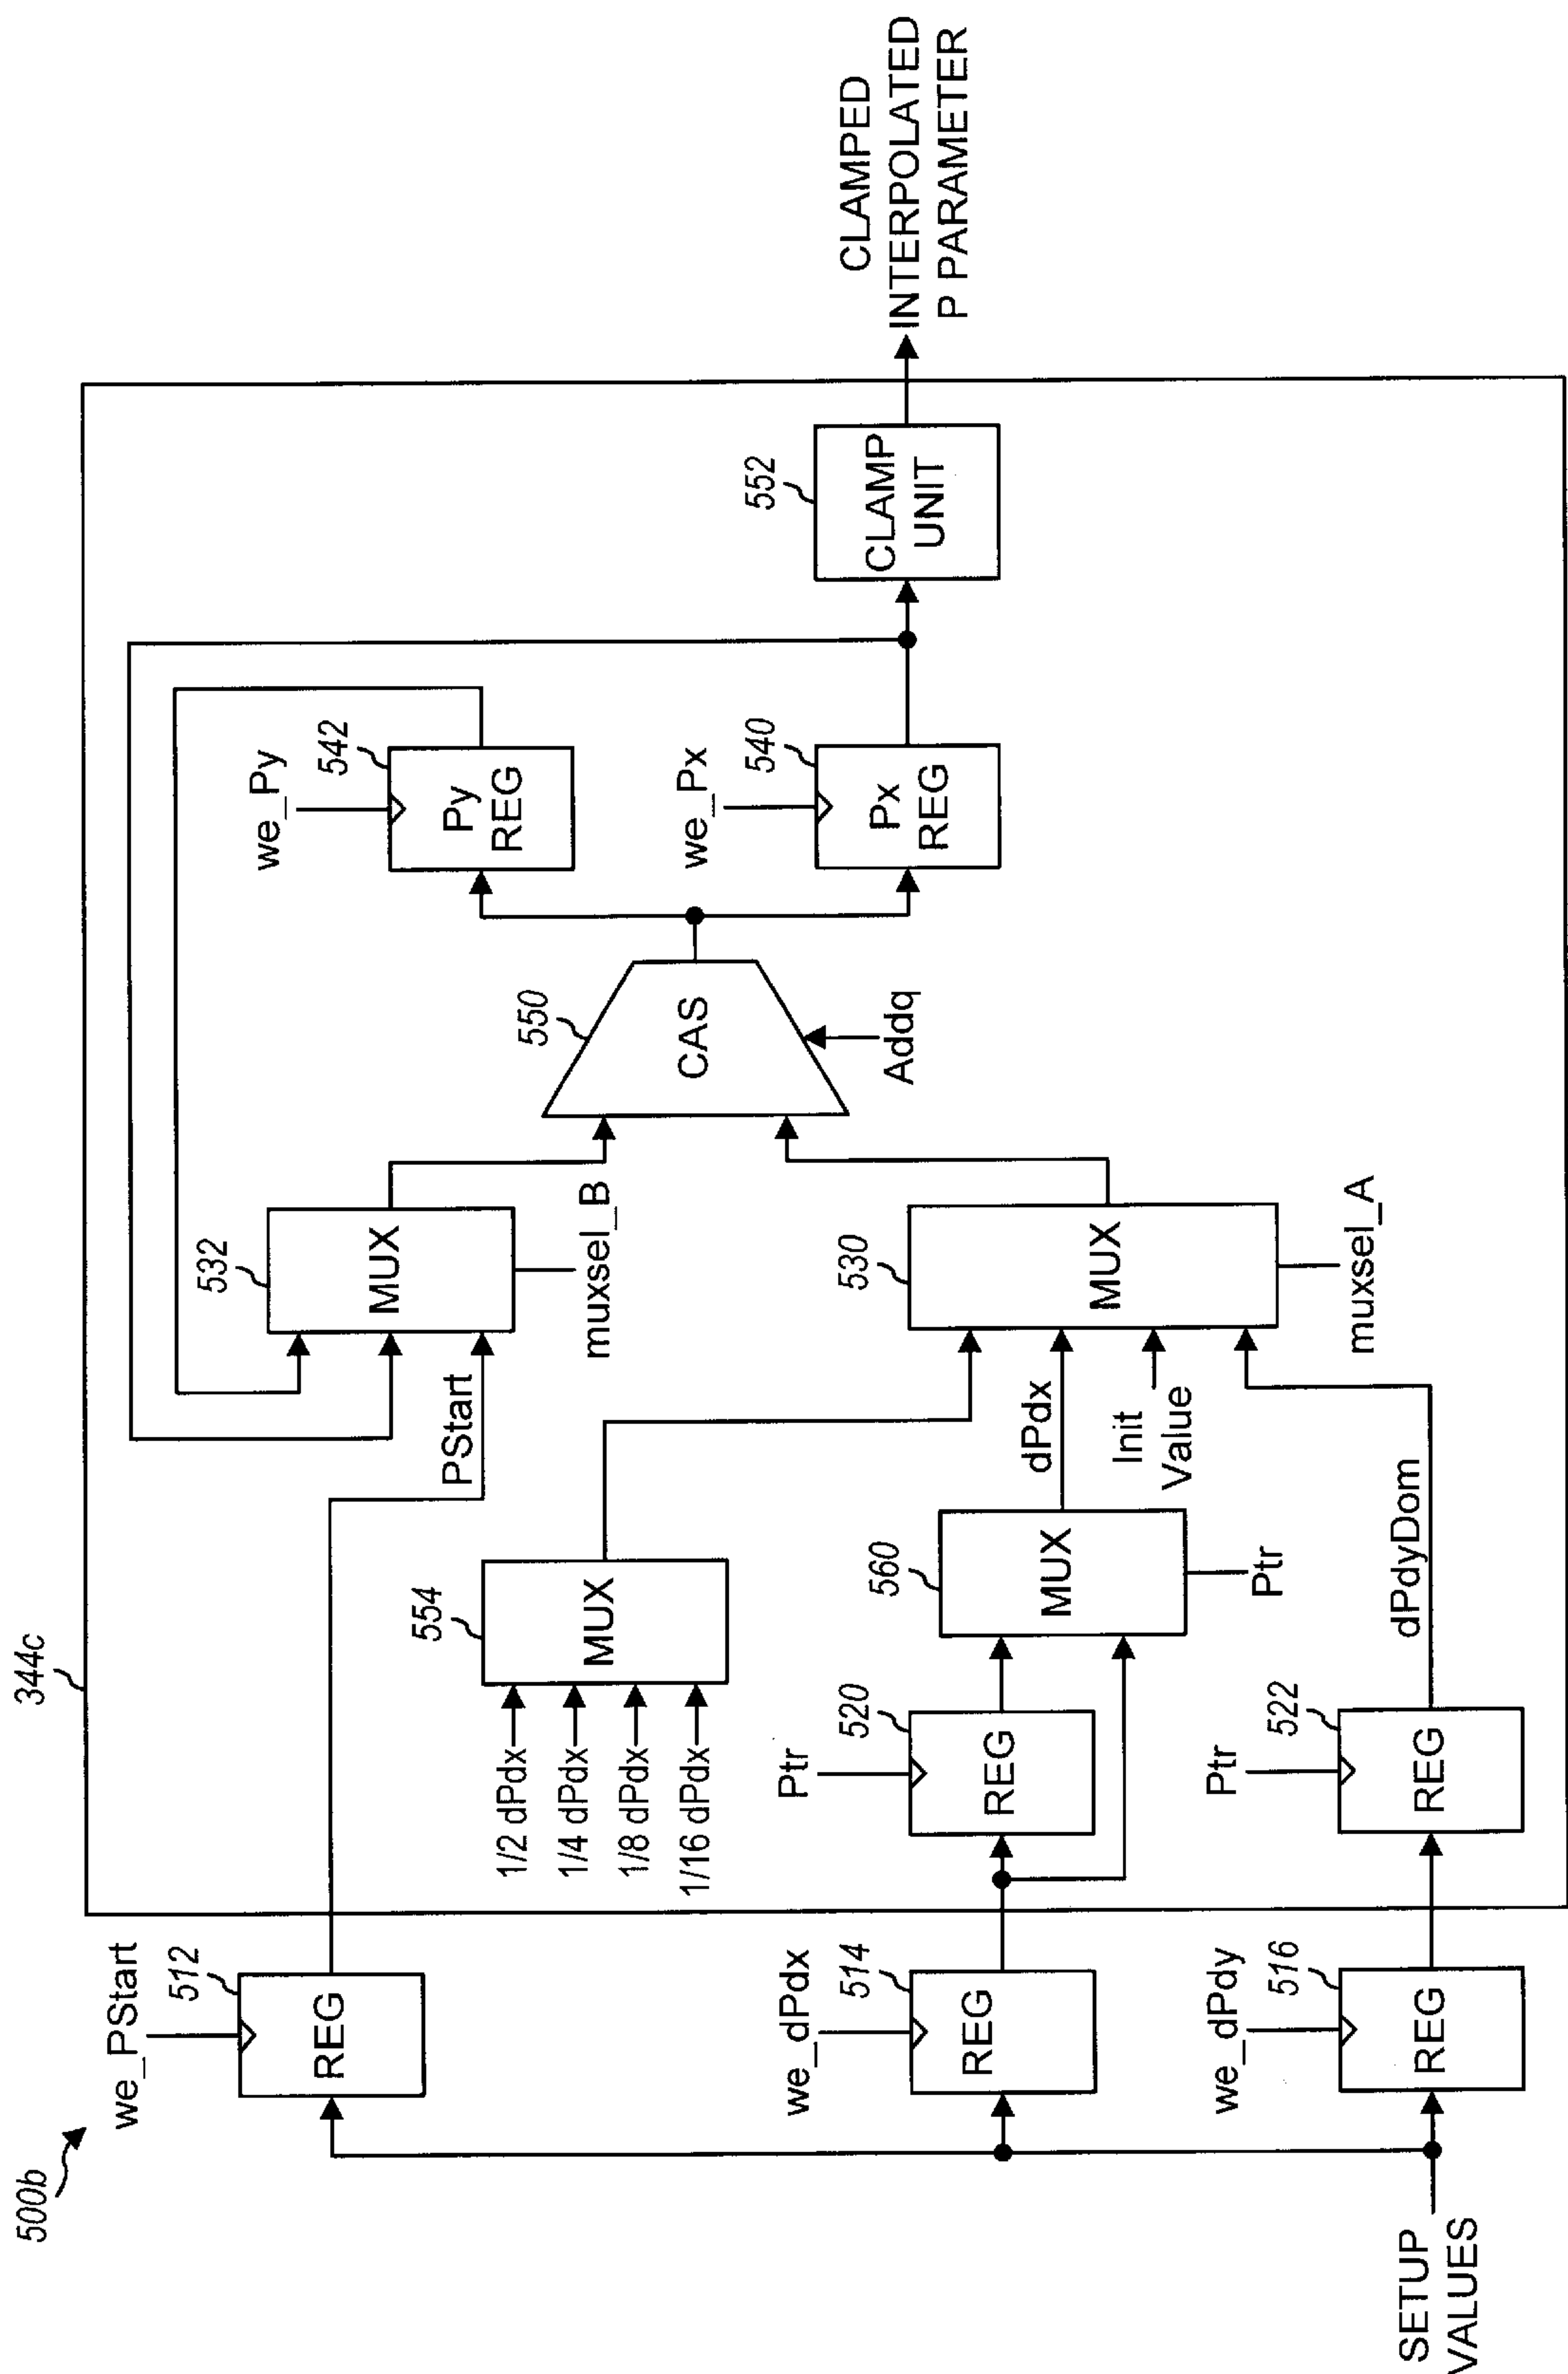 500b
344c
we_PStart
512
REG
PStart
532
MUX
muxsel_B
we_Py
542
Py
REG
554
MUX
1/2 dPdx
1/4 dPdx
1/8 dPdx
1/16 dPdx
550
CAS
Addq
we_Px
540
Px
REG
552
CLAMP
UNIT
CLAMPED
INTERPOLATED
P PARAMETER
we_dPdx
514
REG
Ptr
520
REG
560
MUX
Ptr
dPdx
Init
Value
530
MUX
muxsel_A
we_dPdy
516
REG
Ptr
522
REG
dPdyDom
SETUP
VALUES